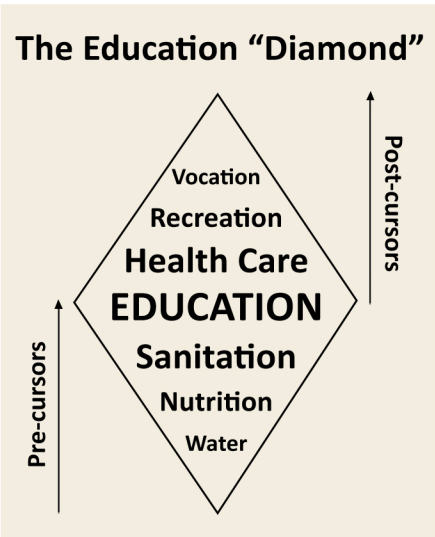 The Education “Diamond”
Vocation
Recreation
Health Care
EDUCATION
Sanitation
Nutrition
Water
Pre-cursors
Post-cursors